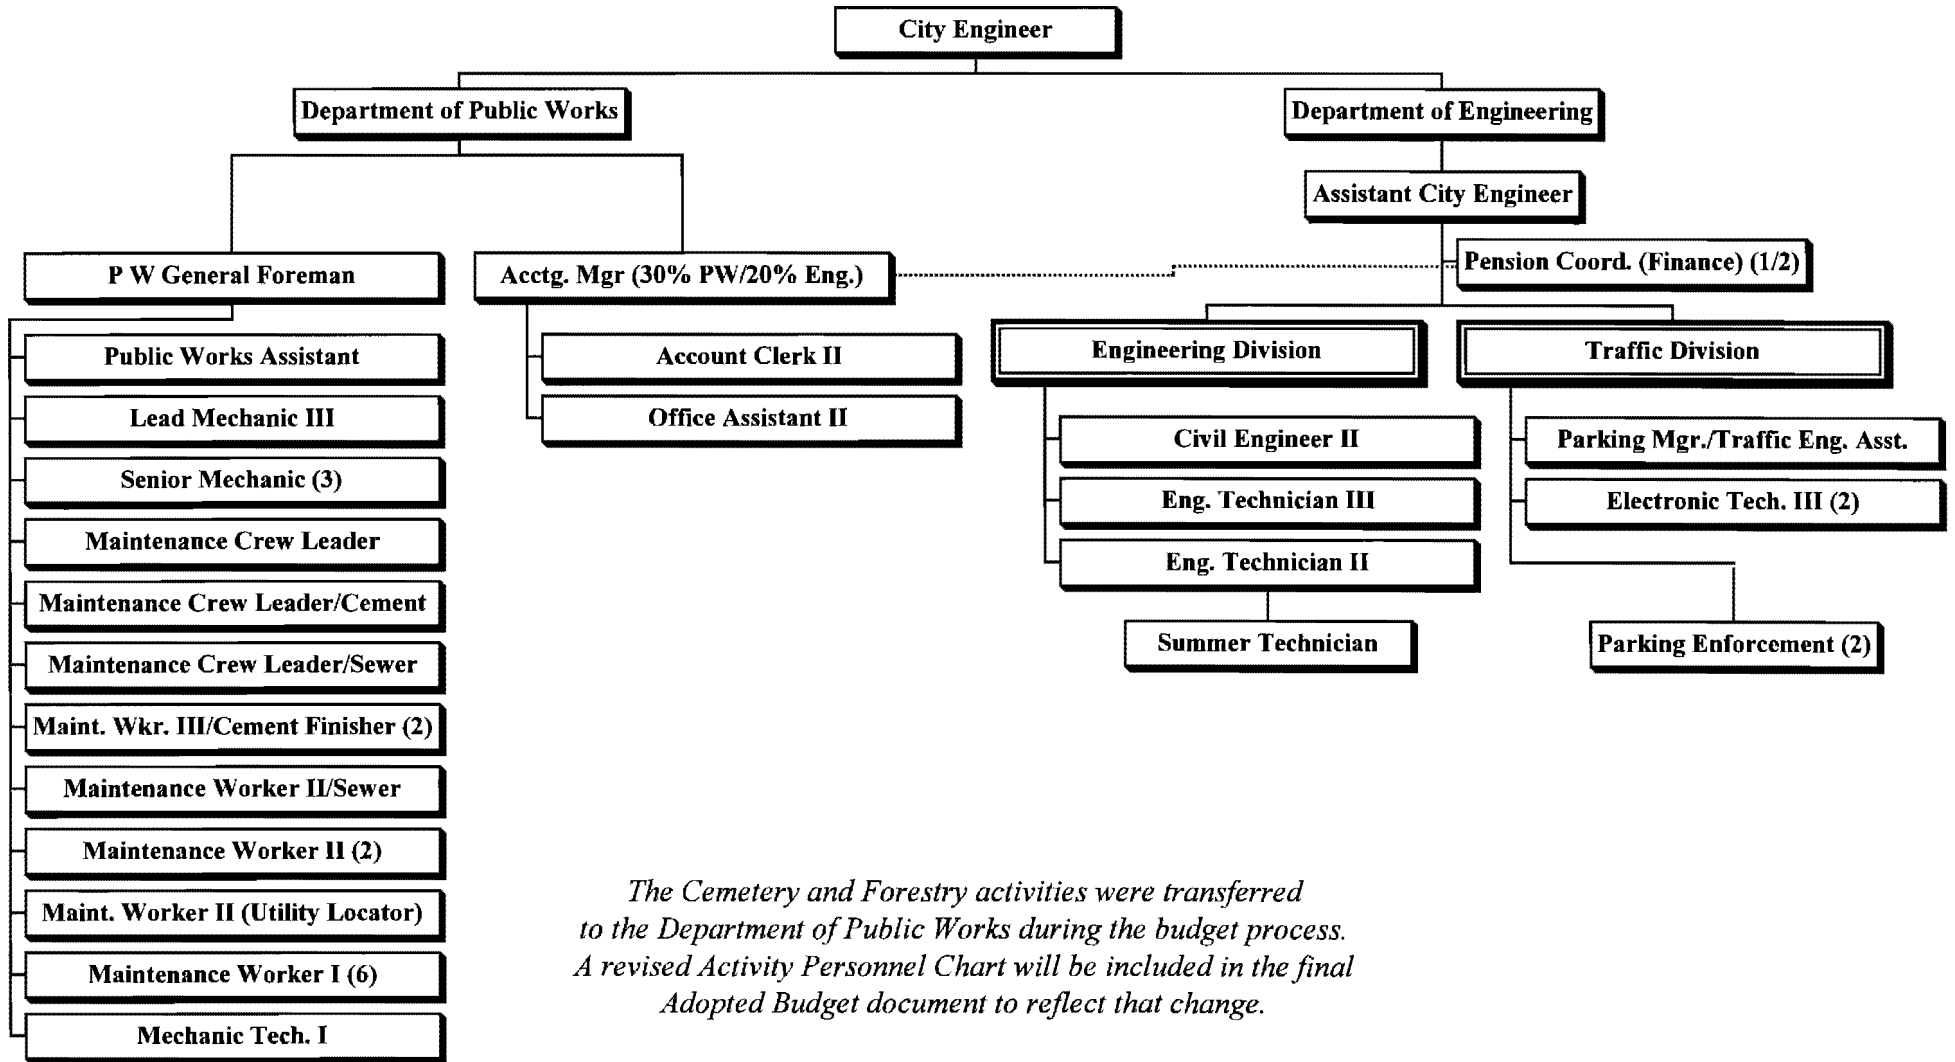 City Engineer
Department of Public Works
Department of Engineering
Assistant City Engineer
P W General Foreman
Acctg. Mgr (30% PW/20% Eng.)
Pension Coord. (Finance) (1/2)
Public Works Assistant
Lead Mechanic III
Senior Mechanic (3)
Maintenance Crew Leader
Maintenance Crew Leader/Cement
Maintenance Crew Leader/Sewer
Maint. Wkr. III/Cement Finisher (2)
Maintenance Worker II/Sewer
Maintenance Worker II (2)
Maint. Worker II (Utility Locator)
Maintenance Worker I (6)
Mechanic Tech. I
Account Clerk II
Office Assistant II
Engineering Division
Civil Engineer II
Eng. Technician III
Eng. Technician II
Summer Technician
Traffic Division
Parking Mgr./Traffic Eng. Asst.
Electronic Tech. III (2)
Parking Enforcement (2)
The Cemetery and Forestry activities were transferred
to the Department of Public Works during the budget process.
A revised Activity Personnel Chart will be included in the final
Adopted Budget document to reflect that change.